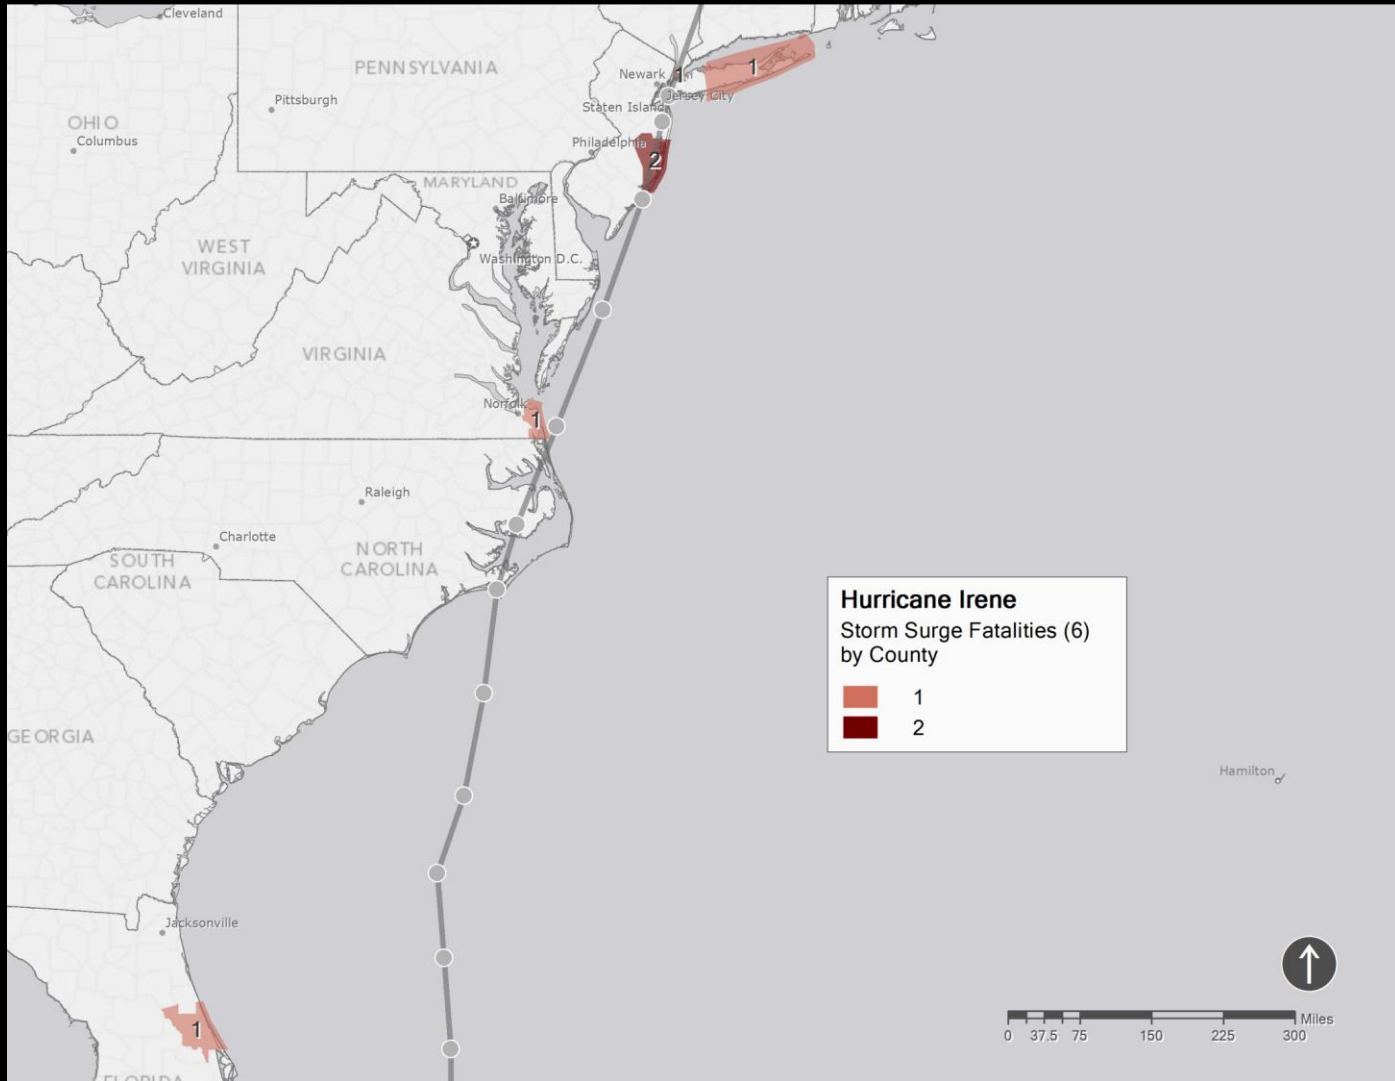 Cleveland
PENNSYLVANIA
Newark
1
1
Jersey City
Pittsburgh
Staten Island
OHIO
Columbus
Philadelphia
2
MARYLAND
Baltimore
WEST
VIRGINIA
Washington D.C.
VIRGINIA
Norfolk
1
Raleigh
Charlotte
NORTH
CAROLINA
SOUTH
CAROLINA
Hurricane Irene
Storm Surge Fatalities (6)
by County
1
2
GEORGIA
Hamilton
Jacksonville
1
Miles
0 37.5 75 150 225 300
FLORIDA